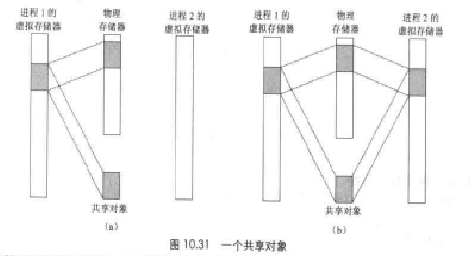 进程 1 的
虚拟存储器
物理
存储器
进程 2 的
虚拟存储器
进程 1 的
虚拟存储器
物理
存储器
进程 2 的
虚拟存储器
共享对象
(a)
共享对象
(b)
图 10.31 一个共享对象